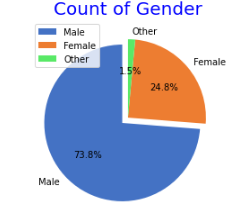 Count of Gender
Male
Female
Other
Other
1.5%
Female
24.8%
73.8%
Male